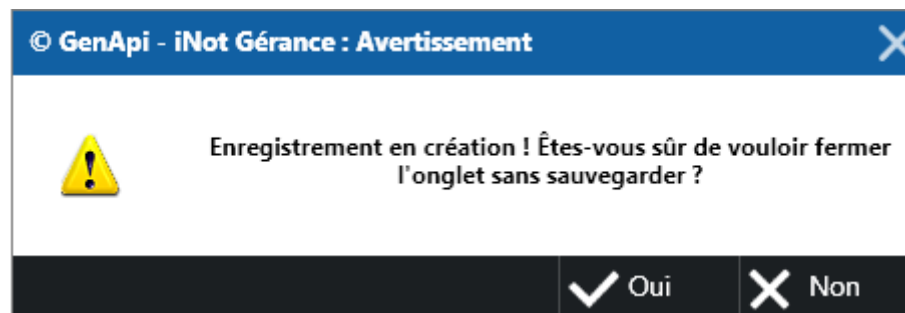 © GenApi - iNot Gérance : Avertissement
Enregistrement en création ! Êtes-vous sûr de vouloir fermer
l'onglet sans sauvegarder ?
Oui Non